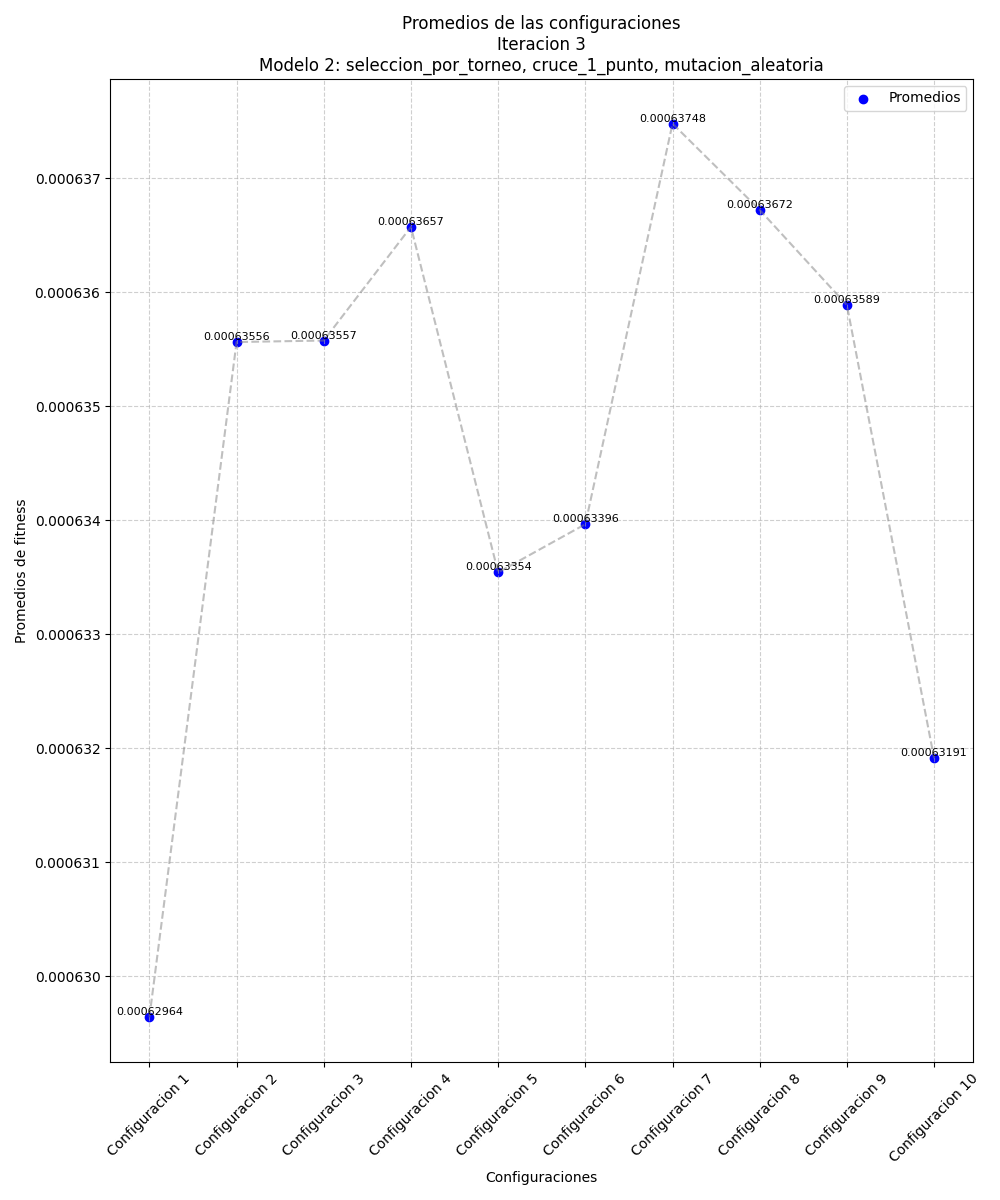 Promedios de las configuraciones
Iteracion 3
Modelo 2: seleccion_por_torneo, cruce_1_punto, mutacion_aleatoria
Promedios
0.00063748
0.00063672
0.00063657
0.00063589
0.00063556
0.00063557
0.00063396
0.00063354
0.00063191
0.00062964
0.000637
0.000636
0.000635
0.000634
0.000633
0.000632
0.000631
0.000630
Promedios de fitness
Configuracion 1
Configuracion 2
Configuracion 3
Configuracion 4
Configuracion 5
Configuracion 6
Configuracion 7
Configuracion 8
Configuracion 9
Configuracion 10
Configuraciones